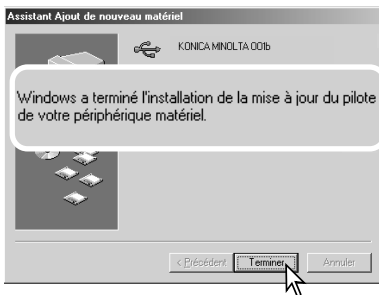 Assistant Ajout de nouveau matériel
KONICA MINOLTA 001b
Windows a terminé l'installation de la mise à jour du pilote
de votre périphérique matériel.
< Précédent
Terminer
Annuler